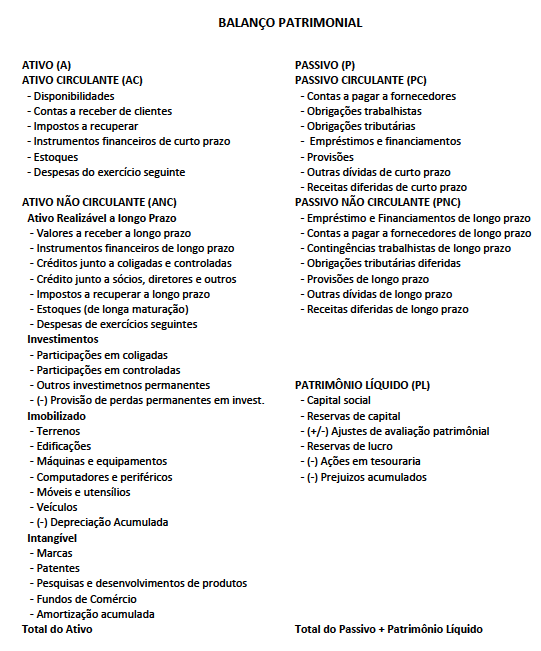 BALANÇO PATRIMONIAL
ATIVO (A)
ATIVO CIRCULANTE (AC)
- Disponibilidades
- Contas a receber de clientes
- Impostos a recuperar
- Instrumentos financeiros de curto prazo
- Estoques
- Despesas do exercício seguinte
ATIVO NÃO CIRCULANTE (ANC)
Ativo Realizável a longo Prazo
- Valores a receber a longo prazo
- Instrumentos financeiros de longo prazo
- Créditos junto a coligadas e controladas
- Crédito junto a sócios, diretores e outros
- Impostos a recuperar a longo prazo
- Estoques (de longa maturação)
- Despesas de exercícios seguintes
Investimentos
- Participações em coligadas
- Participações em controladas
- Outros investimetnos permanentes
- (-) Provisão de perdas permanentes em invest.
Imobilizado
- Terrenos
- Edificações
- Máquinas e equipamentos
- Computadores e periféricos
- Móveis e utensílios
- Veículos
- (-) Depreciação Acumulada
Intangível
- Marcas
- Patentes
- Pesquisas e desenvolvimentos de produtos
- Fundos de Comércio
- Amortização acumulada
Total do Ativo
PASSIVO (P)
PASSIVO CIRCULANTE (PC)
- Contas a pagar a fornecedores
- Obrigações trabalhistas
- Obrigações tributárias
- Empréstimos e financiamentos
- Provisões
- Outras dívidas de curto prazo
- Receitas diferidas de curto prazo
PASSIVO NÃO CIRCULANTE (PNC)
- Empréstimo e Financiamentos de longo prazo
- Contas a pagar a fornecedores de longo prazo
- Contingências trabalhistas de longo prazo
- Obrigações tributárias diferidas
- Provisões de longo prazo
- Outras dívidas de longo prazo
- Receitas diferidas de longo prazo
PATRIMÔNIO LÍQUIDO (PL)
- Capital social
- Reservas de capital
- (+/-) Ajustes de avaliação patrimônial
- Reservas de lucro
- (-) Ações em tesouraria
- (-) Prejuizos acumulados
Total do Passivo + Patrimônio Líquido